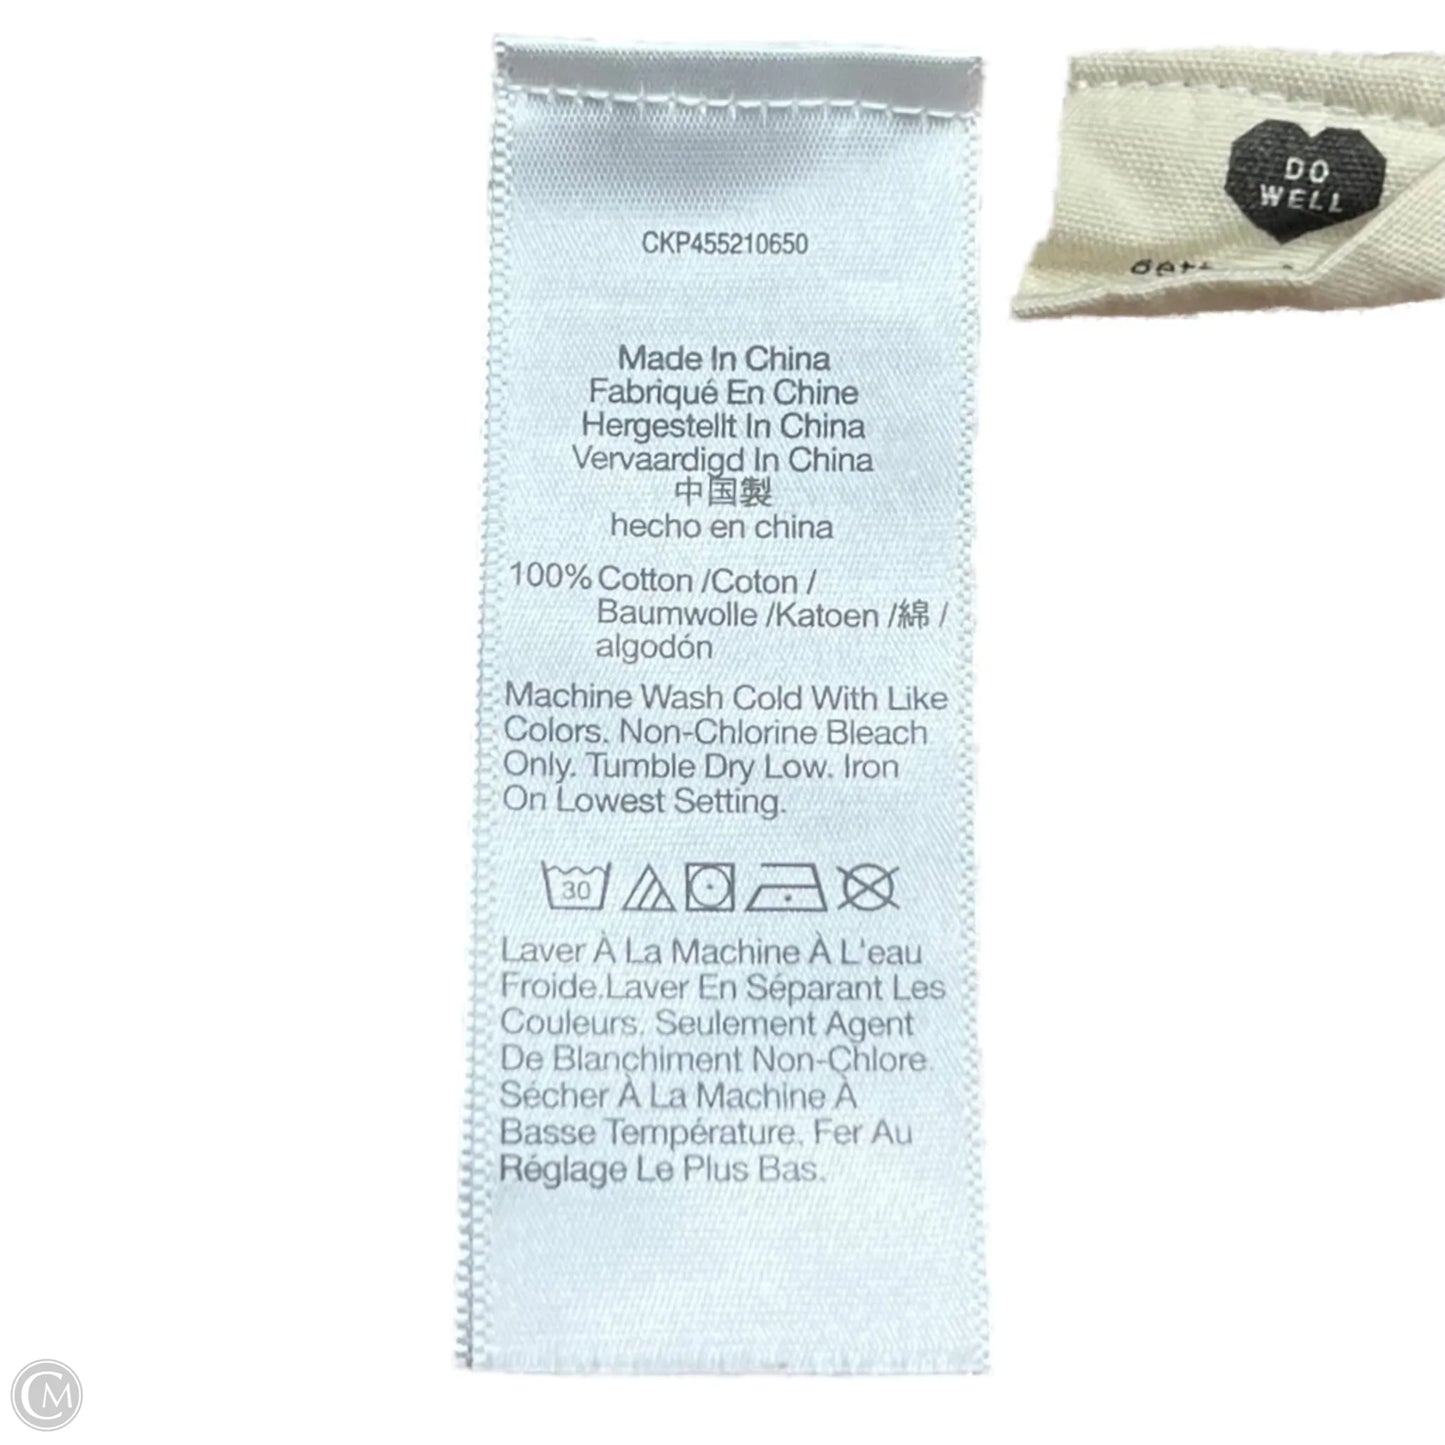 CKP455210650
Made In China
Fabriqué En Chine
Hergestellt In China
Vervaardigd In China
中国製
hecho en china
100% Cotton /Coton /
Baumwolle /Katoen /綿 /
algodón
Machine Wash Cold With Like
Colors. Non-Chlorine Bleach
Only. Tumble Dry Low. Iron
On Lowest Setting.
30
Laver À La Machine À L'eau
Froide.Laver En Séparant Les
Couleurs. Seulement Agent
De Blanchiment Non-Chlore.
Sécher À La Machine À
Basse Température. Fer Au
Réglage Le Plus Bas.
DO
WELL
CM